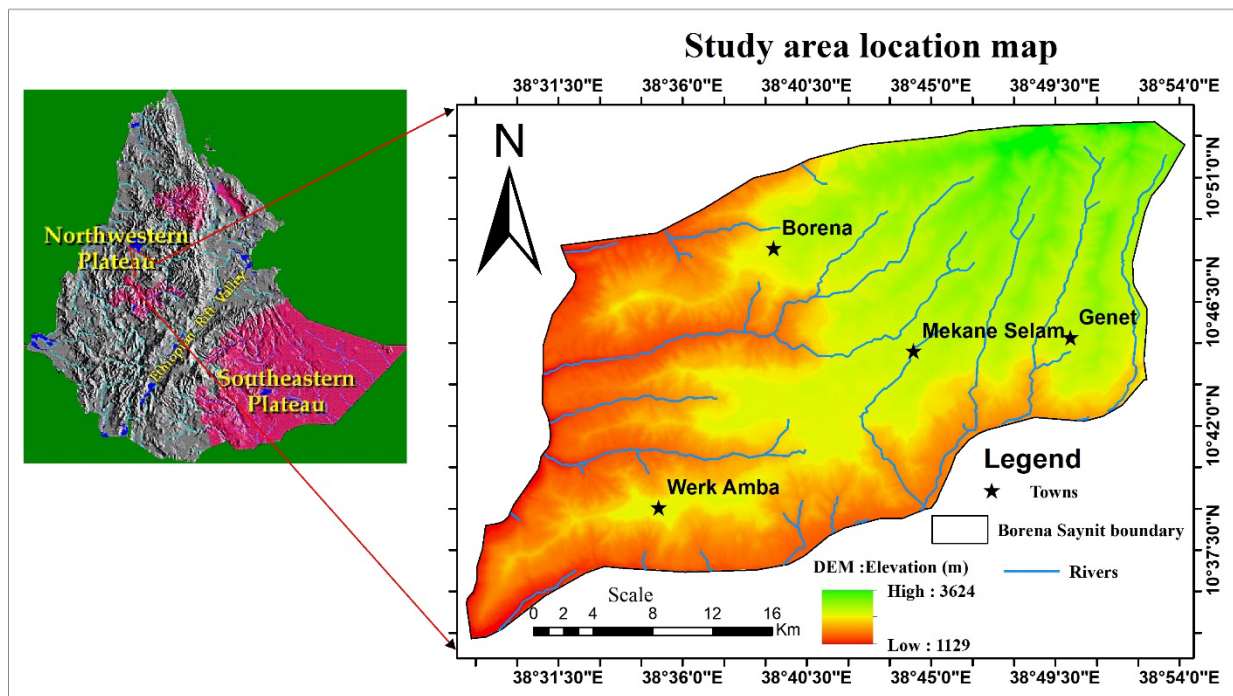 Study area location map
38°31'30"E 38°36'0"E 38°40'30"E 38°45'0"E 38°49'30"E 38°54'0"E
Northwestern
Plateau
Ethiopian Rift Valley
Southeastern
Plateau
N
Borena
Mekane Selam
Genet
Werk Amba
10°51'0"N
10°46'30"N
10°42'0"N
10°37'30"N
Legend
Towns
Borena Saynit boundary
Rivers
DEM :Elevation (m)
High : 3624
Low : 1129
Scale
0 2 4 8 12 16
Km
38°31'30"E 38°36'0"E 38°40'30"E 38°45'0"E 38°49'30"E 38°54'0"E